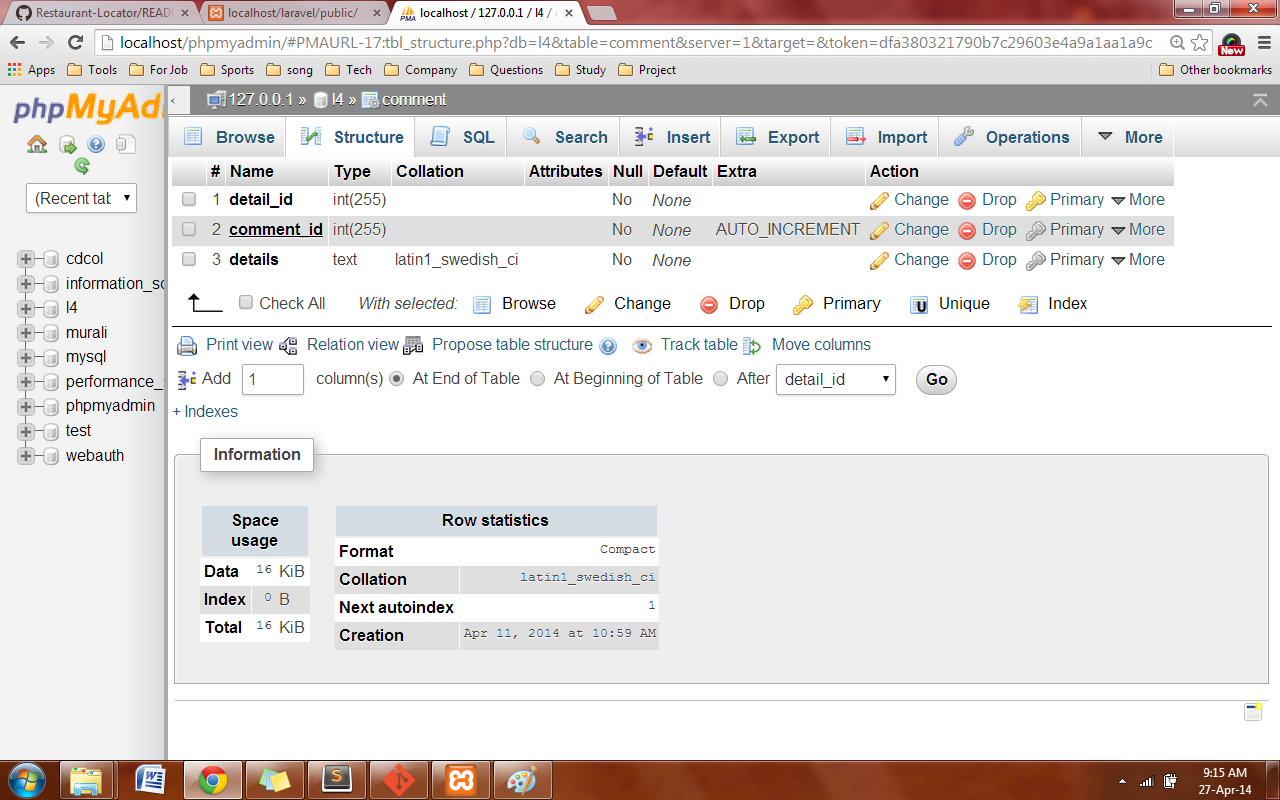 Restaurant-Locator/READ
localhost/laravel/public/
localhost / 127.0.0.1 / l4 /
localhost/phpmyadmin/#PMAURL-17:tbl_structure.php?db=l4&table=comment&server=1&target=&token=dfa380321790b7c29603e4a9a1aa1a9c
New
Apps Tools For Job Sports song Tech Company Questions Study Project Other bookmarks
phpMyAd
127.0.0.1 » l4 » comment
Browse Structure SQL Search Insert Export Import Operations More
(Recent tab
cdcol
information_sc
l4
murali
mysql
performance_
phpmyadmin
test
webauth
# Name Type Collation Attributes Null Default Extra Action
1 detail_id int(255) No None Change Drop Primary More
2 comment_id int(255) No None AUTO_INCREMENT Change Drop Primary More
3 details text latin1_swedish_ci No None Change Drop Primary More
Check All With selected: Browse Change Drop Primary Unique Index
Print view Relation view Propose table structure Track table Move columns
Add 1 column(s) At End of Table At Beginning of Table After detail_id Go
+ Indexes
Information
Space usage
Data 16 KiB
Index 0 B
Total 16 KiB
Row statistics
Format Compact
Collation latin1_swedish_ci
Next autoindex 1
Creation Apr 11, 2014 at 10:59 AM
9:15 AM
27-Apr-14